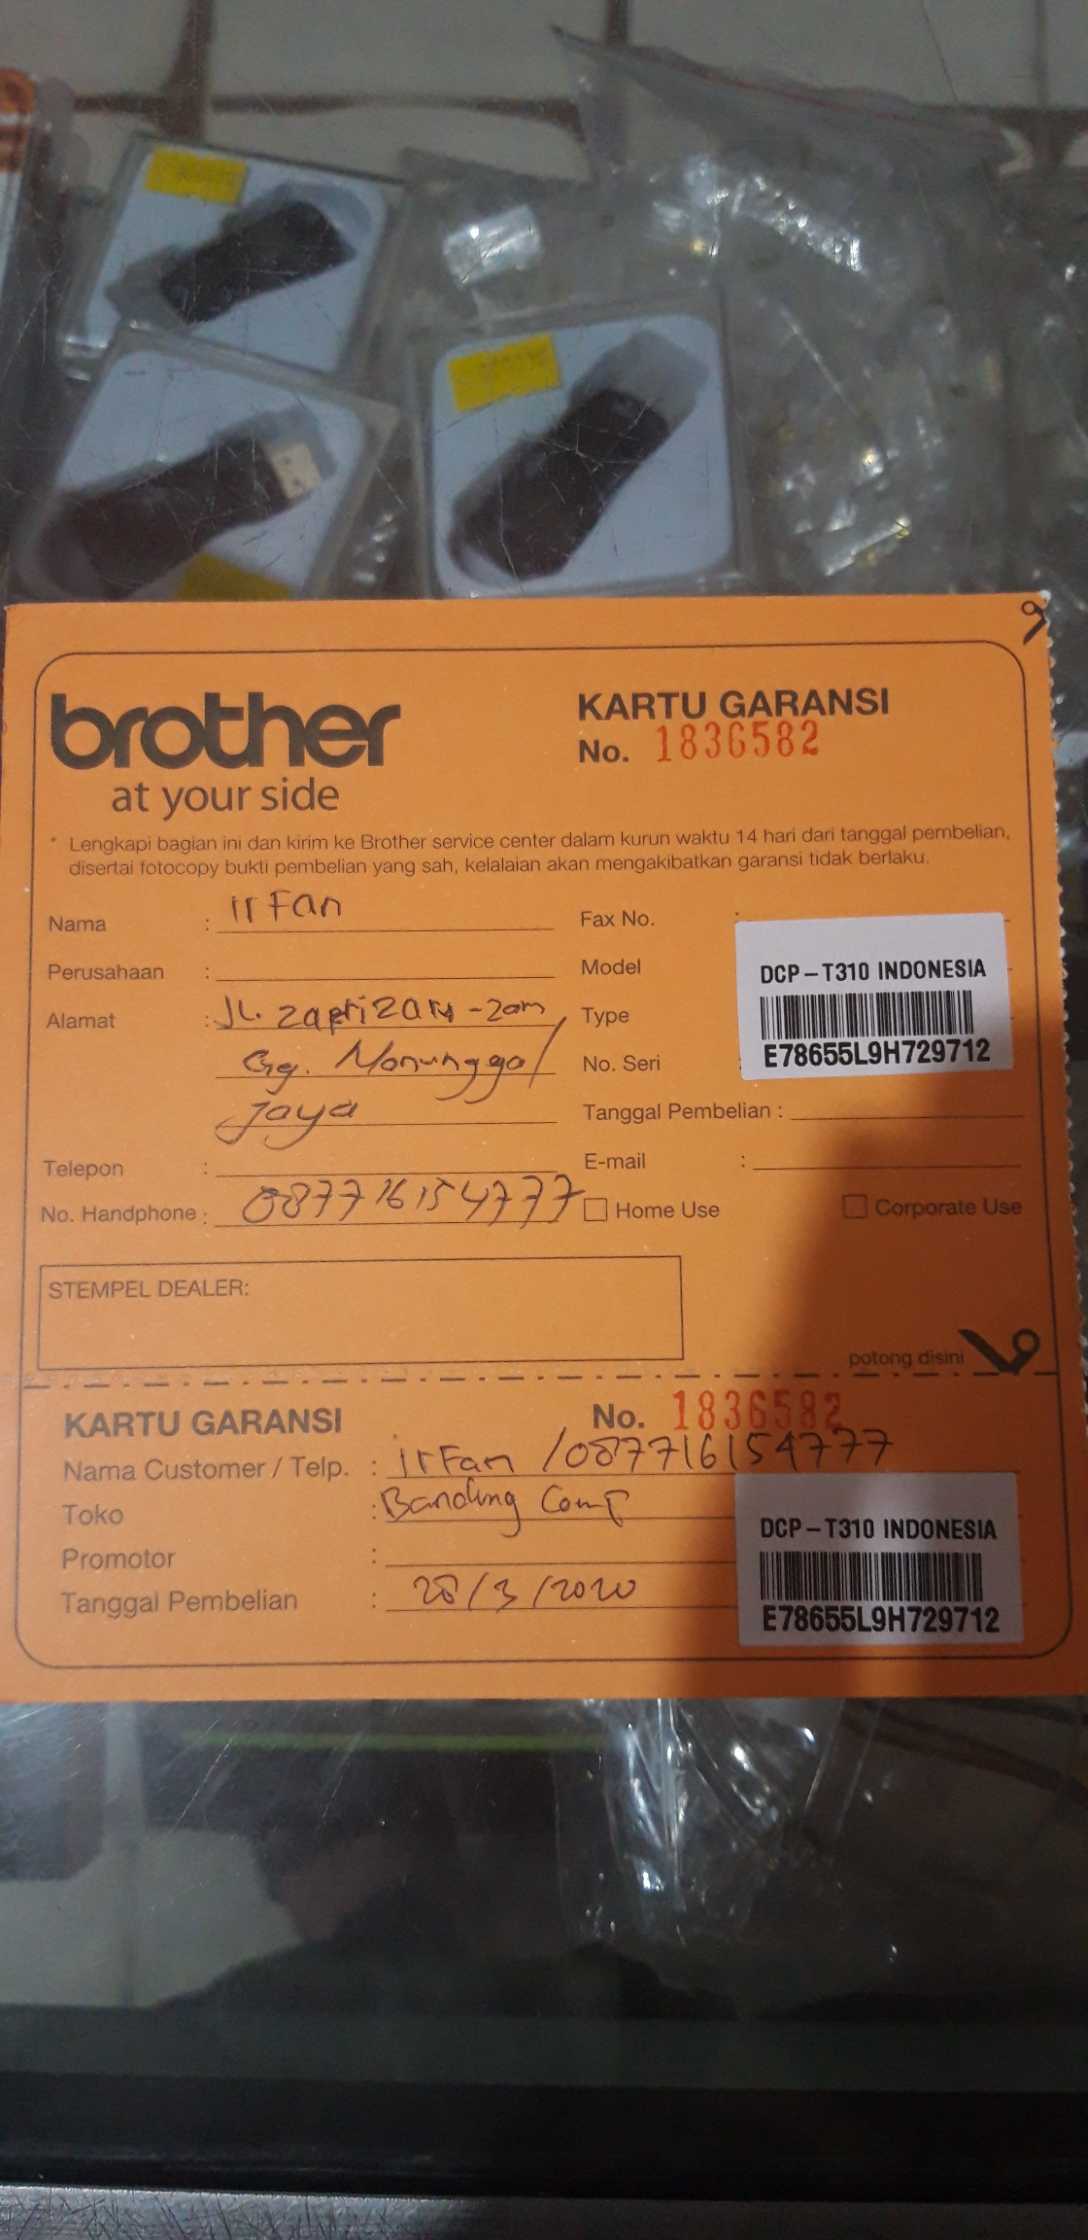 brother
at your side
KARTU GARANSI
No. 1836582
* Lengkapi bagian ini dan kirim ke Brother service center dalam kurun waktu 14 hari dari tanggal pembelian,
disertai fotocopy bukti pembelian yang sah, kelalaian akan mengakibatkan garansi tidak berlaku.
Nama : irFan
Perusahaan :
Alamat : JL. - zam
Gg. Manunggal
Jaya
Telepon :
No. Handphone : 087716154777
Fax No. :
Model
Type
No. Seri :
DCP-T310 INDONESIA
E78655L9H729712
Tanggal Pembelian :
E-mail :
Home Use Corporate Use
STEMPEL DEALER:
potong disini
KARTU GARANSI No. 1836582
Nama Customer / Telp. : irFan / 087716154777
Toko : Banding Comp
Promotor :
Tanggal Pembelian : 28/3/2020
DCP-T310 INDONESIA
E78655L9H729712